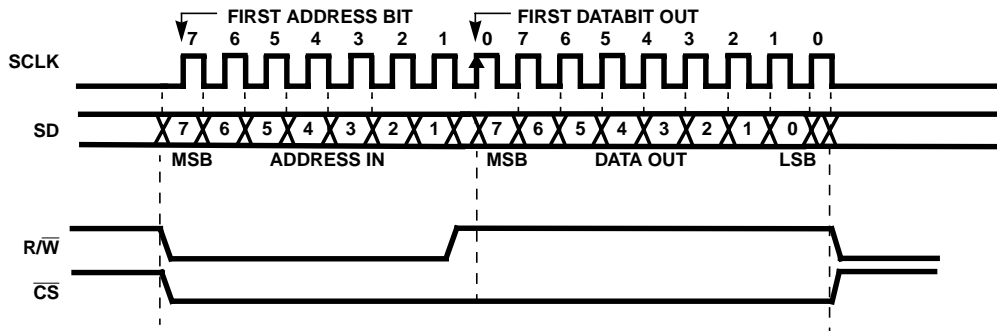 FIRST ADDRESS BIT
FIRST DATABIT OUT
7 6 5 4 3 2 1 0 7 6 5 4 3 2 1 0
SCLK
SD
7 6 5 4 3 2 1 7 6 5 4 3 2 1 0
MSB ADDRESS IN MSB DATA OUT LSB
R/W̅
C̅S̅